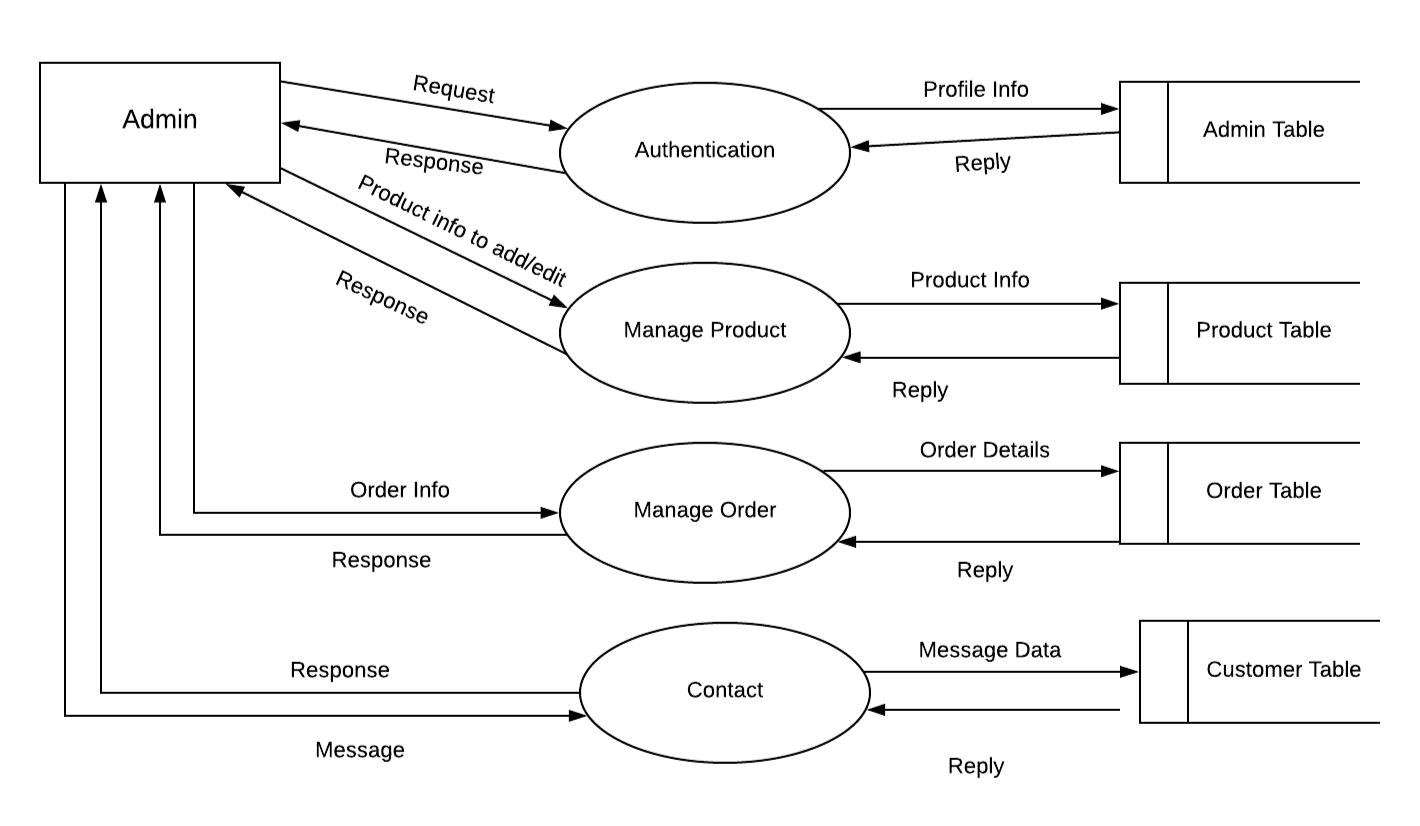 Admin
Request
Response
Authentication
Profile Info
Reply
Admin Table
Product info to add/edit
Response
Manage Product
Product Info
Reply
Product Table
Order Info
Response
Manage Order
Order Details
Reply
Order Table
Response
Message
Contact
Message Data
Reply
Customer Table